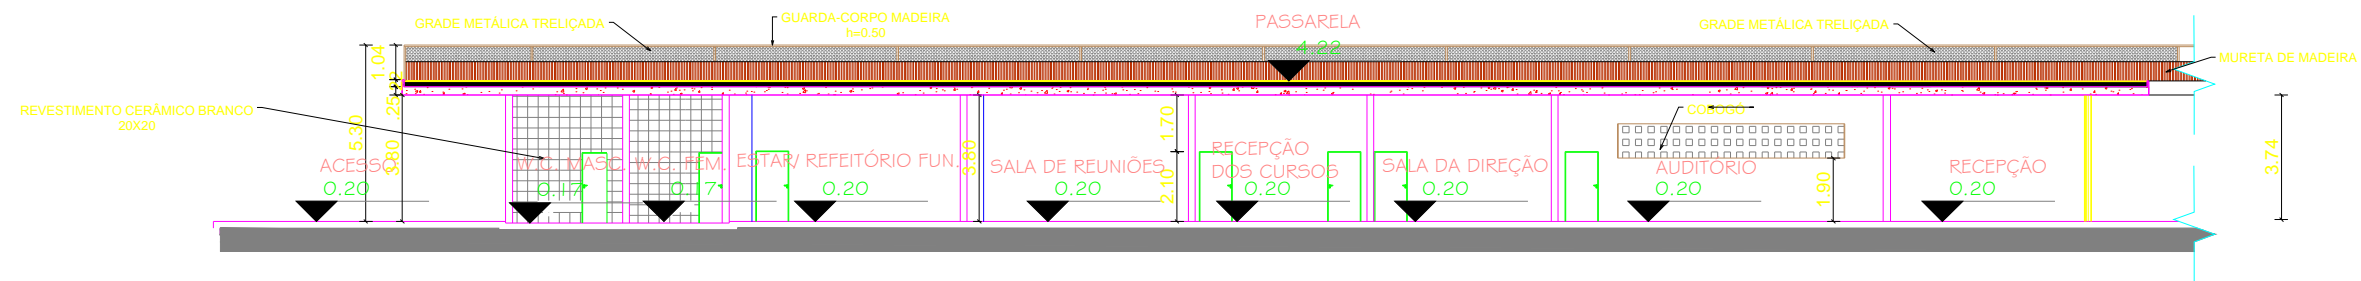 GRADE METÁLICA TRELIÇADA
GUARDA-CORPO MADEIRA
h=0.50
PASSARELA
4.22
GRADE METÁLICA TRELIÇADA
MURETA DE MADEIRA
1.04
.25
5.30
3.80
REVESTIMENTO CERÂMICO BRANCO
20X20
ACESSO
0.20
W.C. MASC.
0.17
W.C. FEM.
0.17
ESTAR/ REFEITÓRIO FUN.
0.20
3.80
SALA DE REUNIÕES
0.20
1.70
2.10
RECEPÇÃO
DOS CURSOS
0.20
SALA DA DIREÇÃO
0.20
COBOGÓ
AUDITÓRIO
0.20
1.90
RECEPÇÃO
0.20
3.74